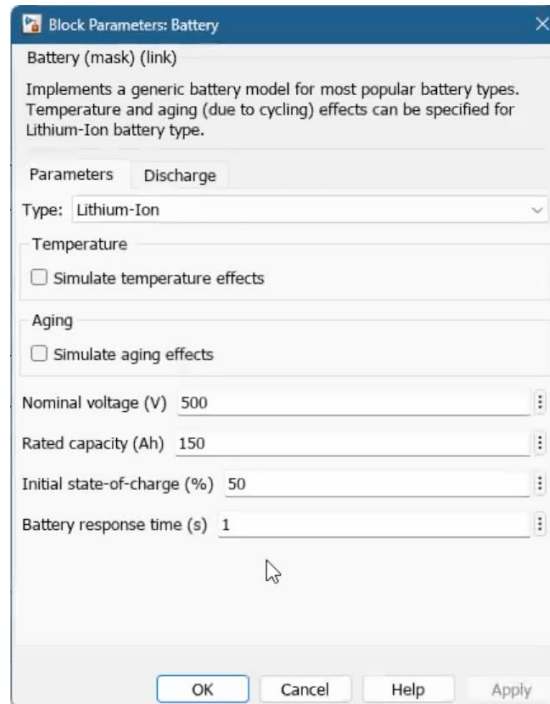 Block Parameters: Battery
Battery (mask) (link)
Implements a generic battery model for most popular battery types.
Temperature and aging (due to cycling) effects can be specified for
Lithium-Ion battery type.
Parameters Discharge
Type: Lithium-Ion
Temperature
Simulate temperature effects
Aging
Simulate aging effects
Nominal voltage (V) 500
Rated capacity (Ah) 150
Initial state-of-charge (%) 50
Battery response time (s) 1
OK Cancel Help Apply